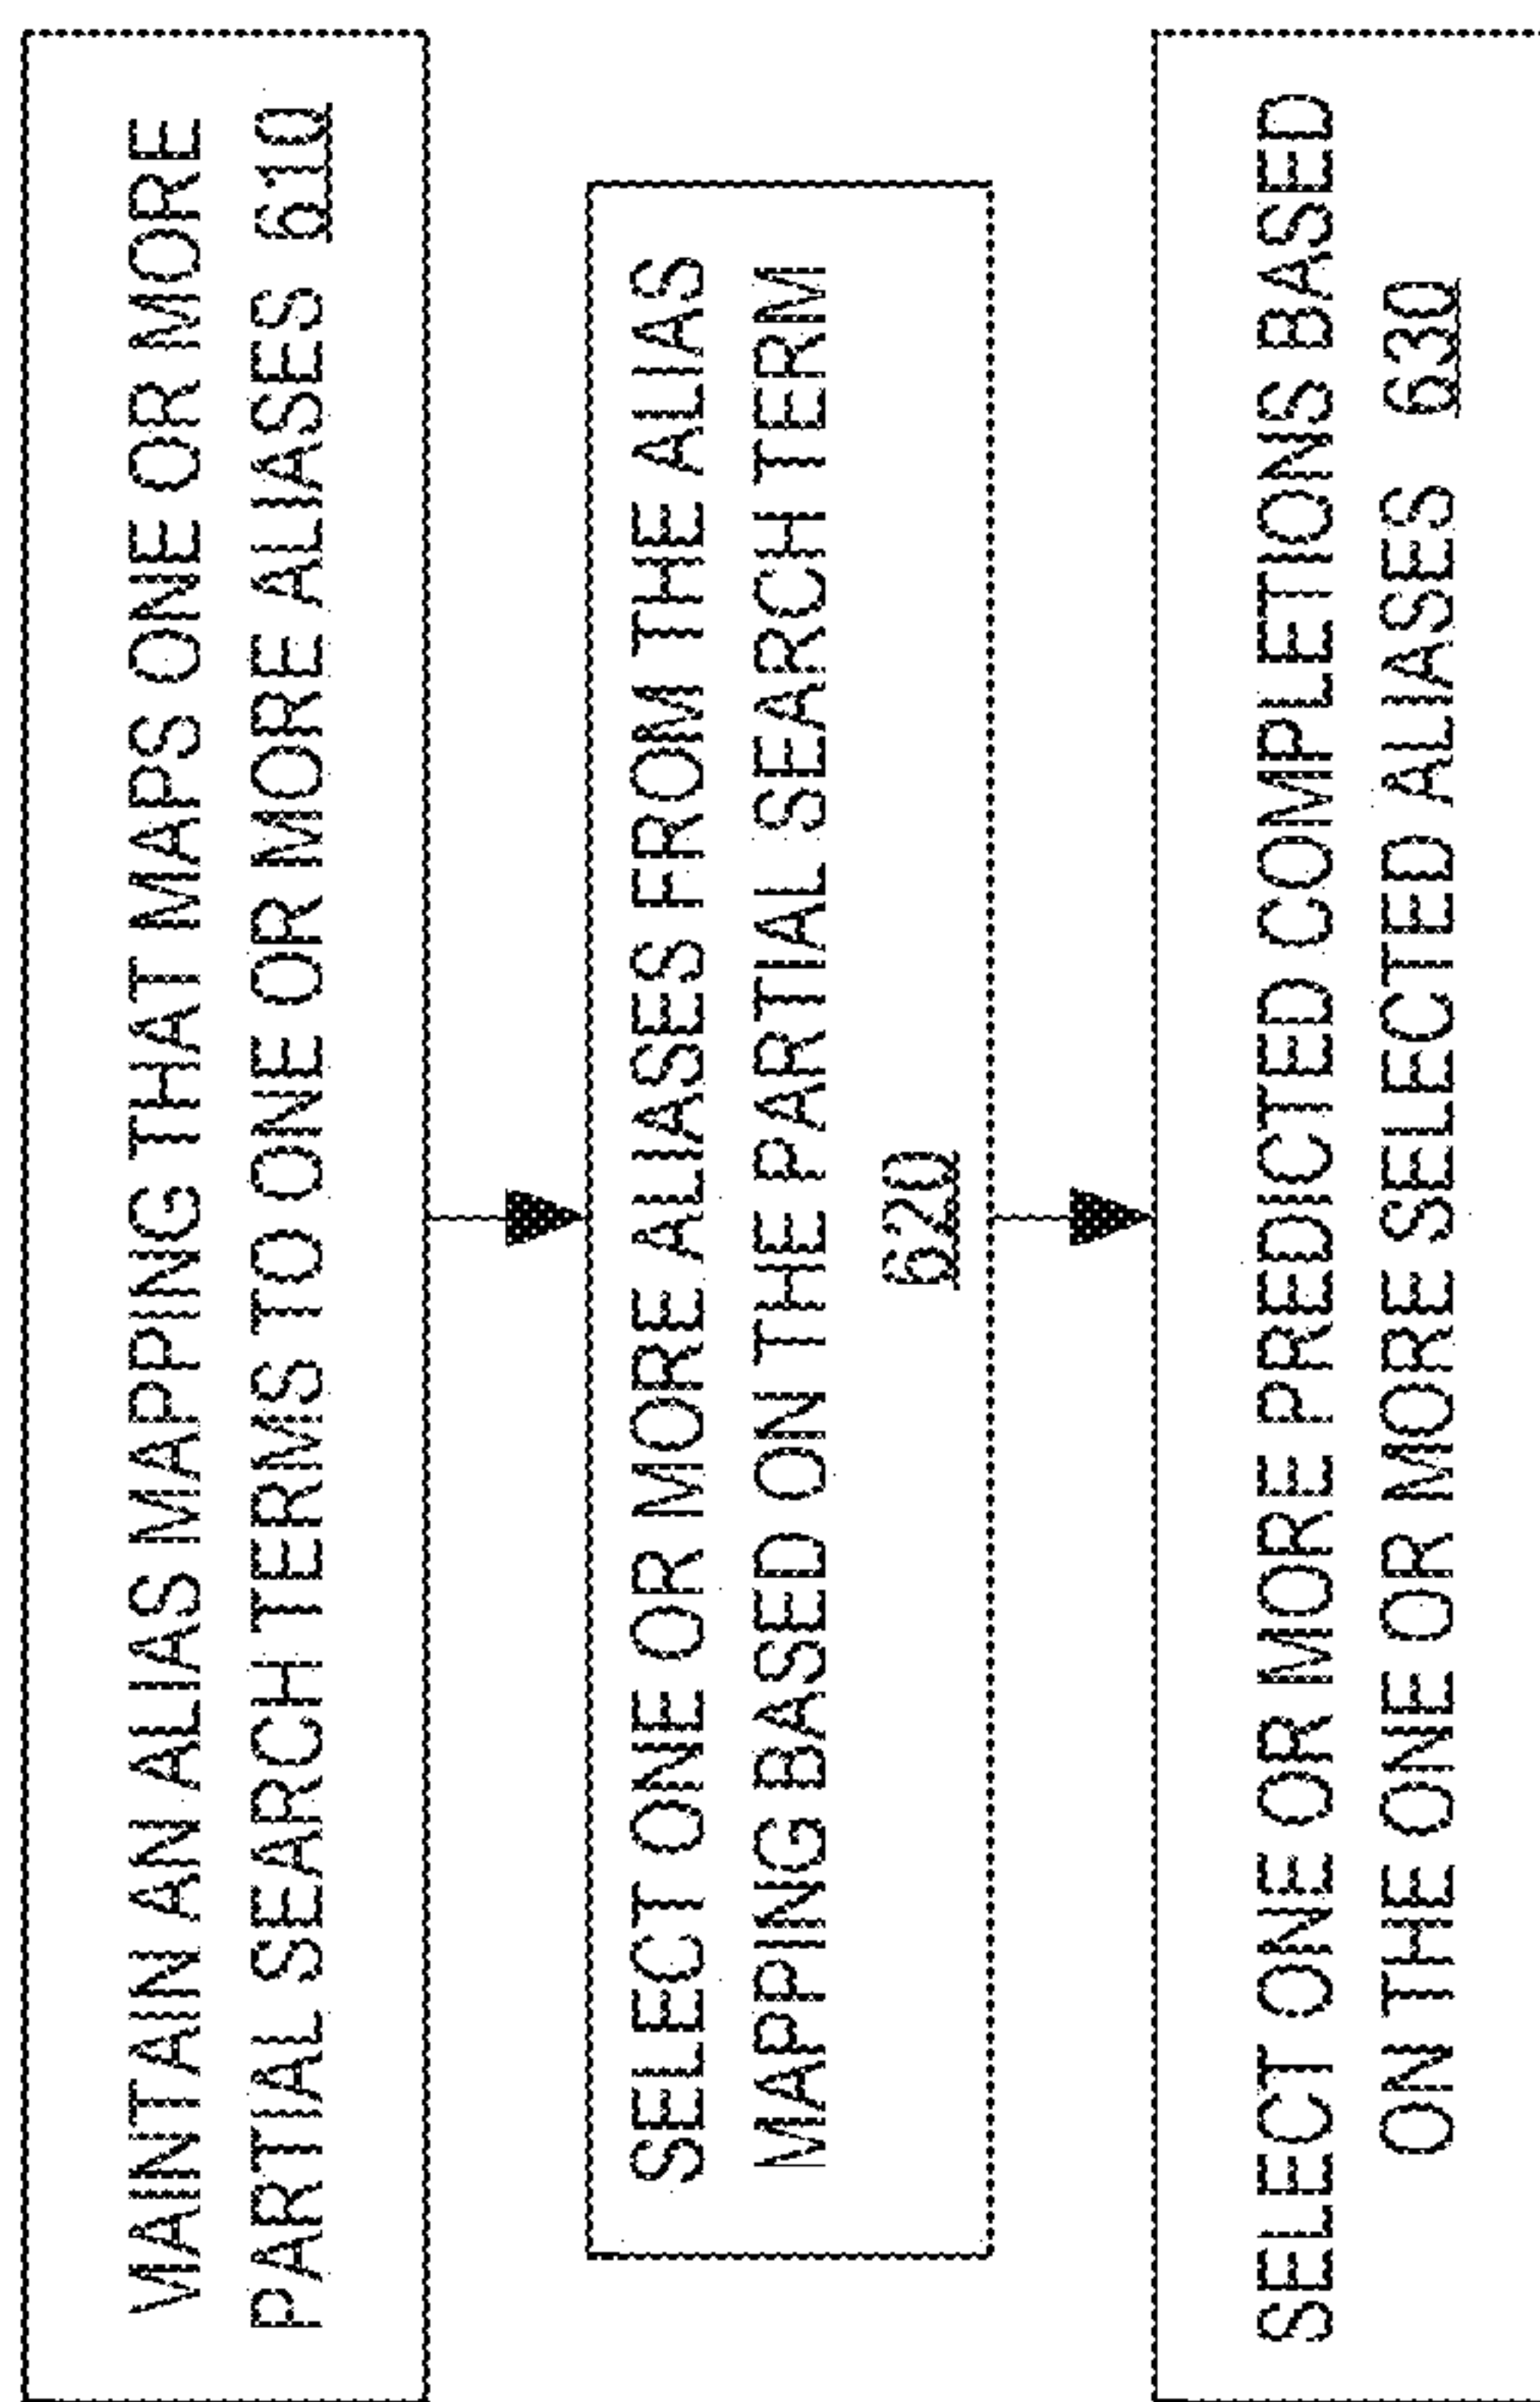 MAINTAIN AN ALIAS MAPPING THAT MAPS ONE OR MORE
PARTIAL SEARCH TERMS TO ONE OR MORE ALIASES 610
SELECT ONE OR MORE ALIASES FROM THE ALIAS
MAPPING BASED ON THE PARTIAL SEARCH TERM
620
SELECT ONE OR MORE PREDICTED COMPLETIONS BASED
ON THE ONE OR MORE SELECTED ALIASES 630